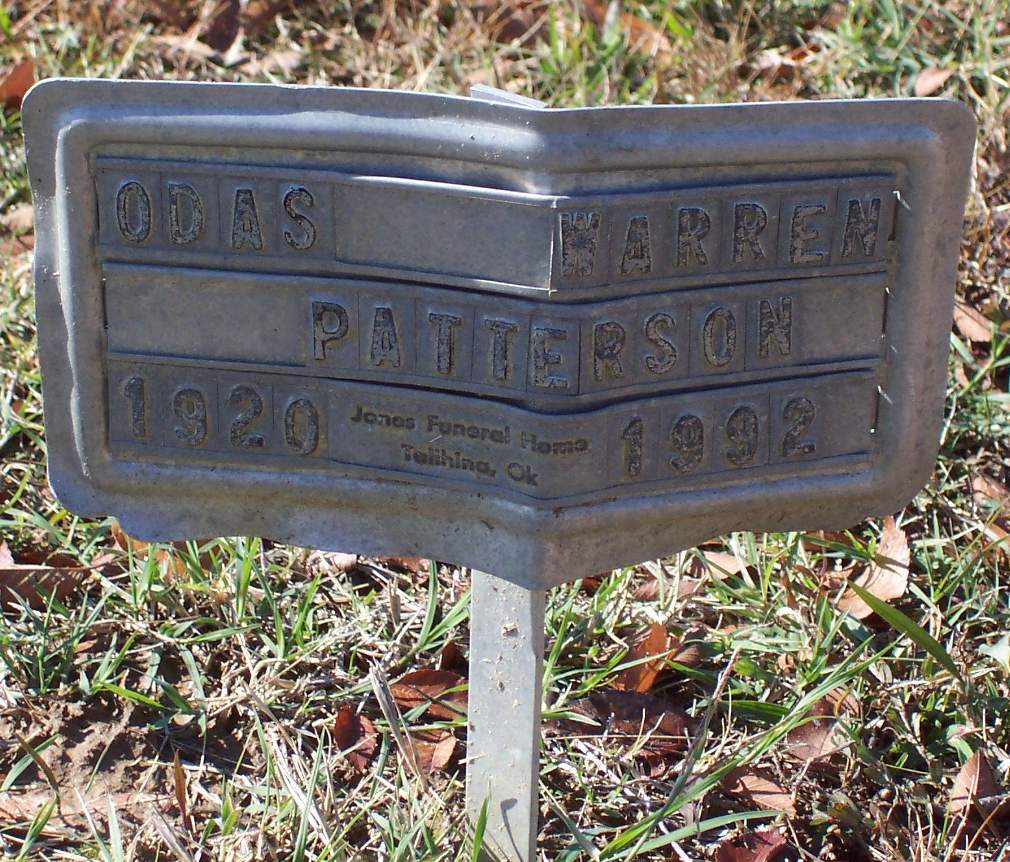 ODAS WARREN
PATTERSON
1920 Jones Funeral Home 1992
Talihina, Ok